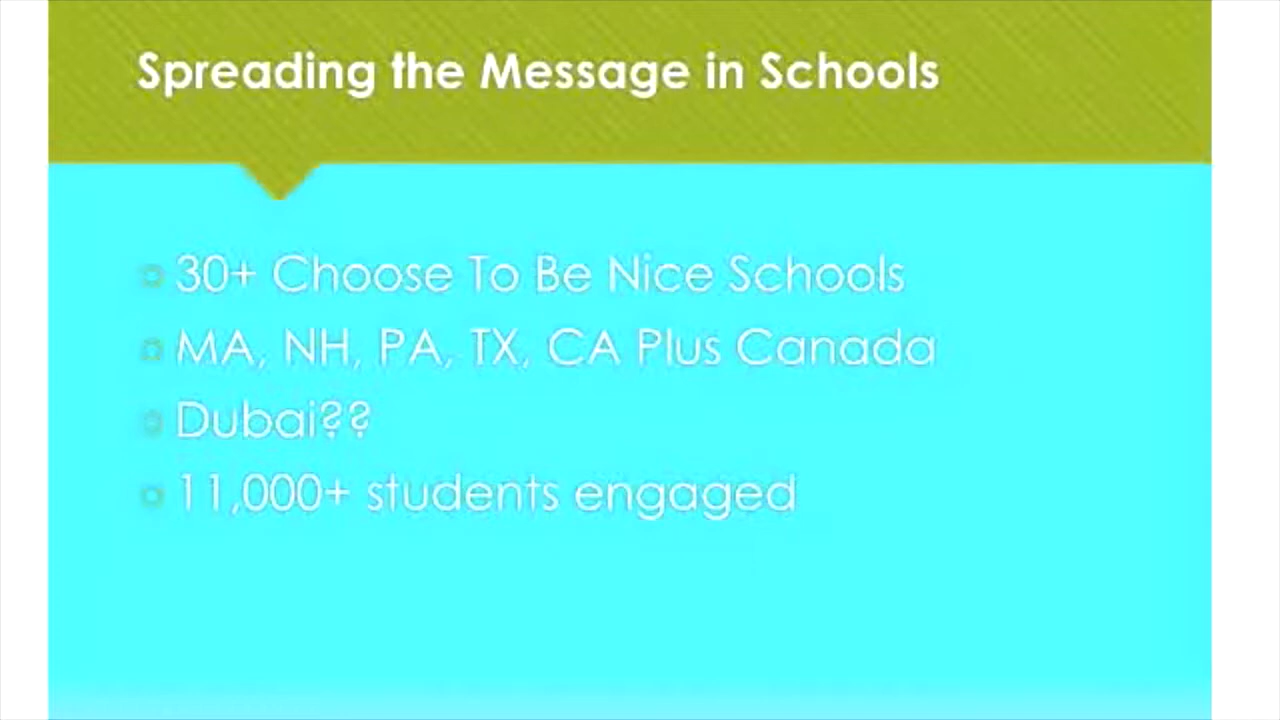 Spreading the Message in Schools
30+ Choose To Be Nice Schools
MA, NH, PA, TX, CA Plus Canada
Dubai??
11,000+ students engaged